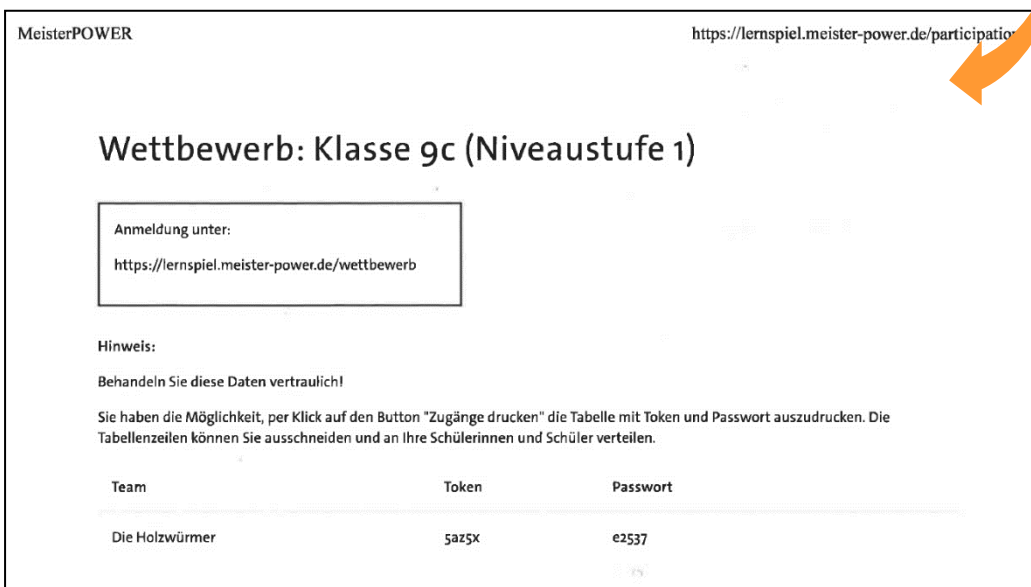 MeisterPOWER
https://lernspiel.meister-power.de/participation
Wettbewerb: Klasse 9c (Niveaustufe 1)
Anmeldung unter:
https://lernspiel.meister-power.de/wettbewerb
Hinweis:
Behandeln Sie diese Daten vertraulich!
Sie haben die Möglichkeit, per Klick auf den Button "Zugänge drucken" die Tabelle mit Token und Passwort auszudrucken. Die
Tabellenzeilen können Sie ausschneiden und an Ihre Schülerinnen und Schüler verteilen.
Team Token Passwort
Die Holzwürmer 5az5x e2537